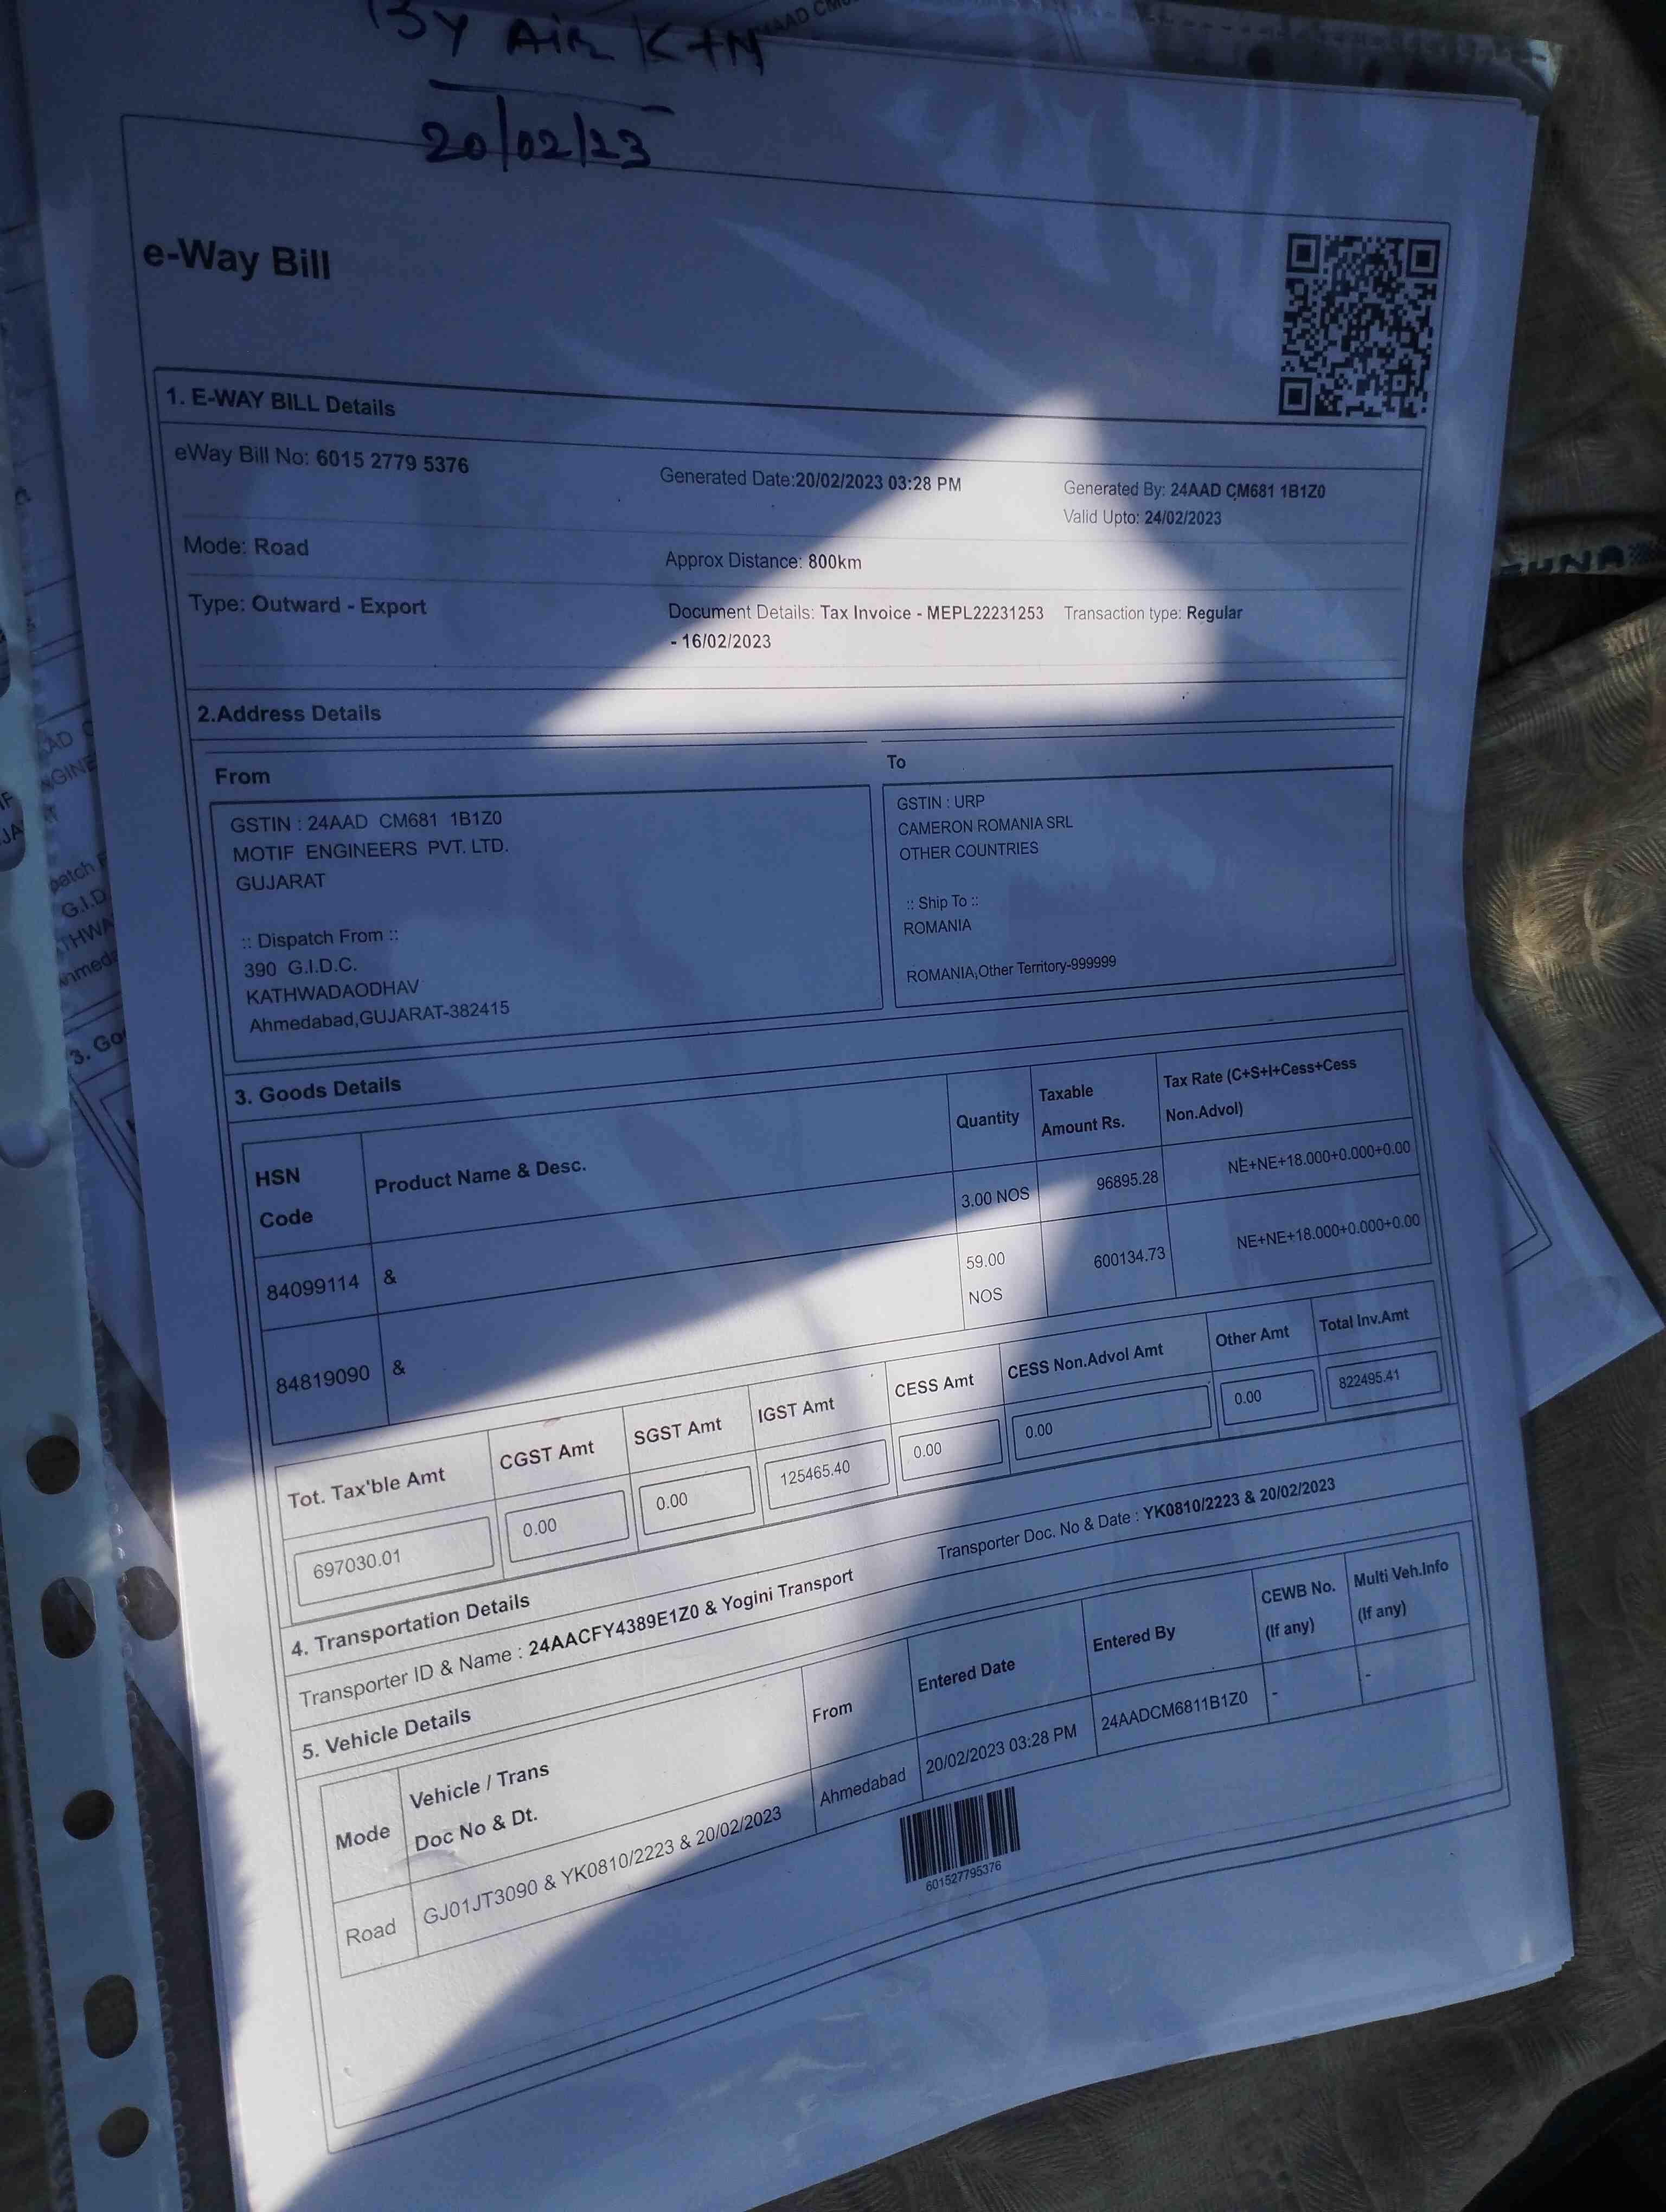 BY AIR K+N
20/02/23
e-Way Bill
1. E-WAY BILL Details
eWay Bill No: 6015 2779 5376
Generated Date:20/02/2023 03:28 PM
Generated By: 24AAD CM681 1B1Z0
Valid Upto: 24/02/2023
Mode: Road
Approx Distance: 800km
Type: Outward - Export
Document Details: Tax Invoice - MEPL22231253
- 16/02/2023
Transaction type: Regular
2.Address Details
From
GSTIN : 24AAD CM681 1B1Z0
MOTIF ENGINEERS PVT. LTD.
GUJARAT
:: Dispatch From ::
390 G.I.D.C.
KATHWADAODHAV
Ahmedabad,GUJARAT-382415
To
GSTIN : URP
CAMERON ROMANIA SRL
OTHER COUNTRIES
:: Ship To ::
ROMANIA
ROMANIA,Other Territory-999999
3. Goods Details
HSN Code
Product Name & Desc.
Quantity
Taxable Amount Rs.
Tax Rate (C+S+I+Cess+Cess Non.Advol)
84099114 & 3.00 NOS 96895.28 NE+NE+18.000+0.000+0.00
84819090 & 59.00 NOS 600134.73 NE+NE+18.000+0.000+0.00
Tot. Tax'ble Amt CGST Amt SGST Amt IGST Amt CESS Amt CESS Non.Advol Amt Other Amt Total Inv.Amt
697030.01 0.00 0.00 125465.40 0.00 0.00 0.00 822495.41
4. Transportation Details
Transporter ID & Name : 24AACFY4389E1Z0 & Yogini Transport
Transporter Doc. No & Date : YK0810/2223 & 20/02/2023
5. Vehicle Details
Mode
Vehicle / Trans
Doc No & Dt.
From
Entered Date
Entered By
CEWB No.
(If any)
Multi Veh.Info
(If any)
Road GJ01JT3090 & YK0810/2223 & 20/02/2023 Ahmedabad 20/02/2023 03:28 PM 24AADCM6811B1Z0 - -
601527795376